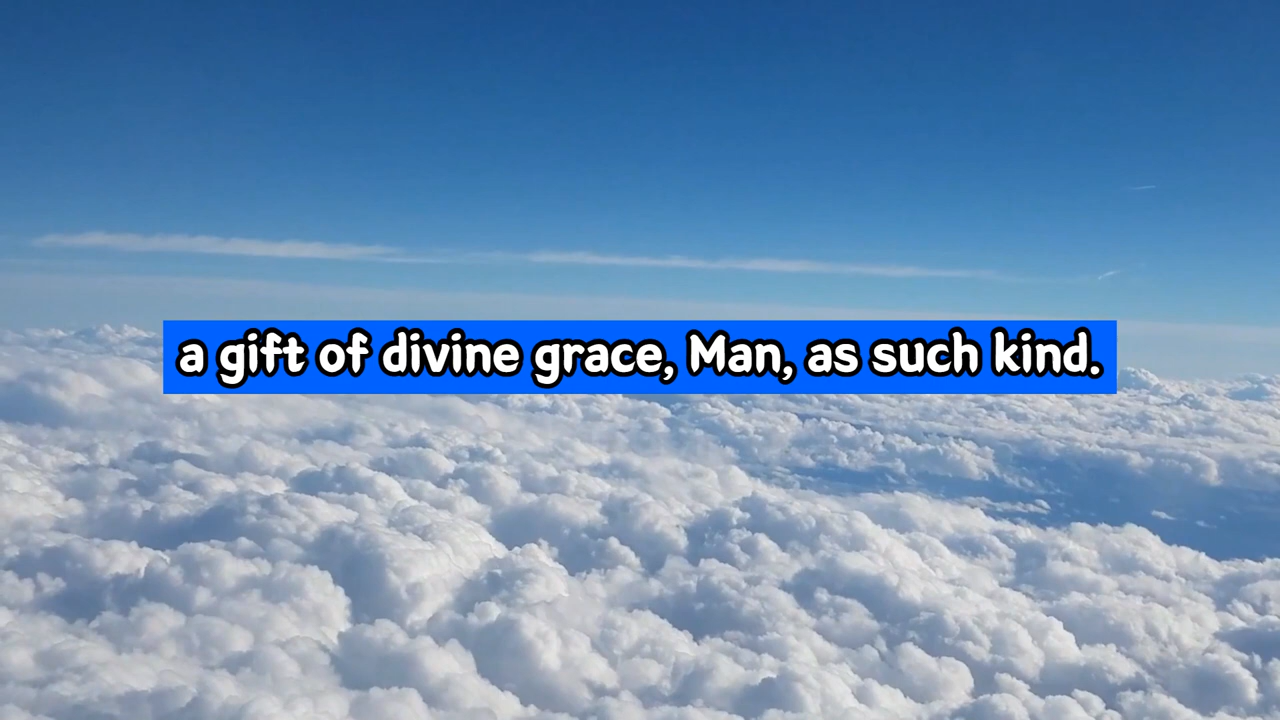 a gift of divine grace, Man, as such kind.